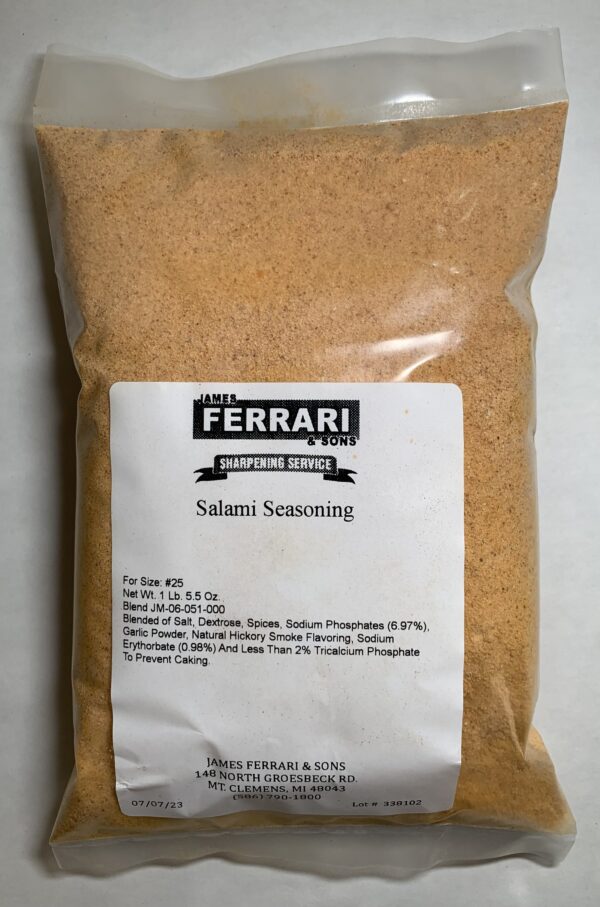 JAMES
FERRARI
& SONS
SHARPENING SERVICE
Salami Seasoning
For Size: #25
Net Wt. 1 Lb. 5.5 Oz.
Blend JM-06-051-000
Blended of Salt, Dextrose, Spices, Sodium Phosphates (6.97%),
Garlic Powder, Natural Hickory Smoke Flavoring, Sodium
Erythorbate (0.98%) And Less Than 2% Tricalcium Phosphate
To Prevent Caking.
JAMES FERRARI & SONS
148 NORTH GROESBECK RD.
MT. CLEMENS, MI 48043
(586) 790-1800
07/07/23 Lot # 338102